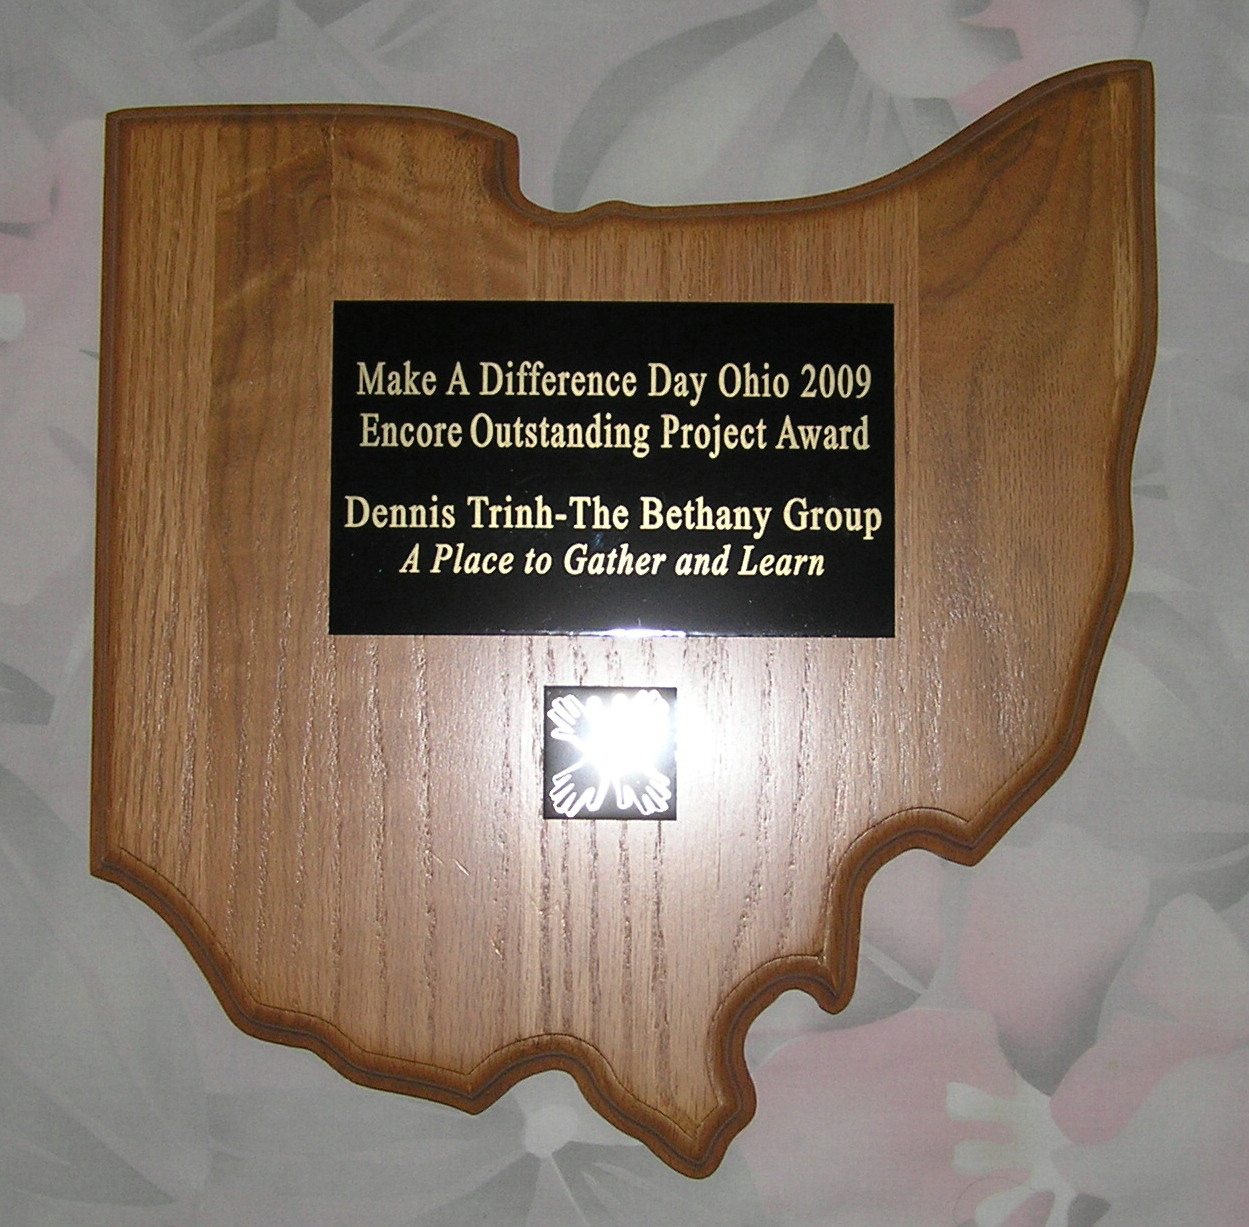 Make A Difference Day Ohio 2009
Encore Outstanding Project Award
Dennis Trinh-The Bethany Group
A Place to Gather and Learn